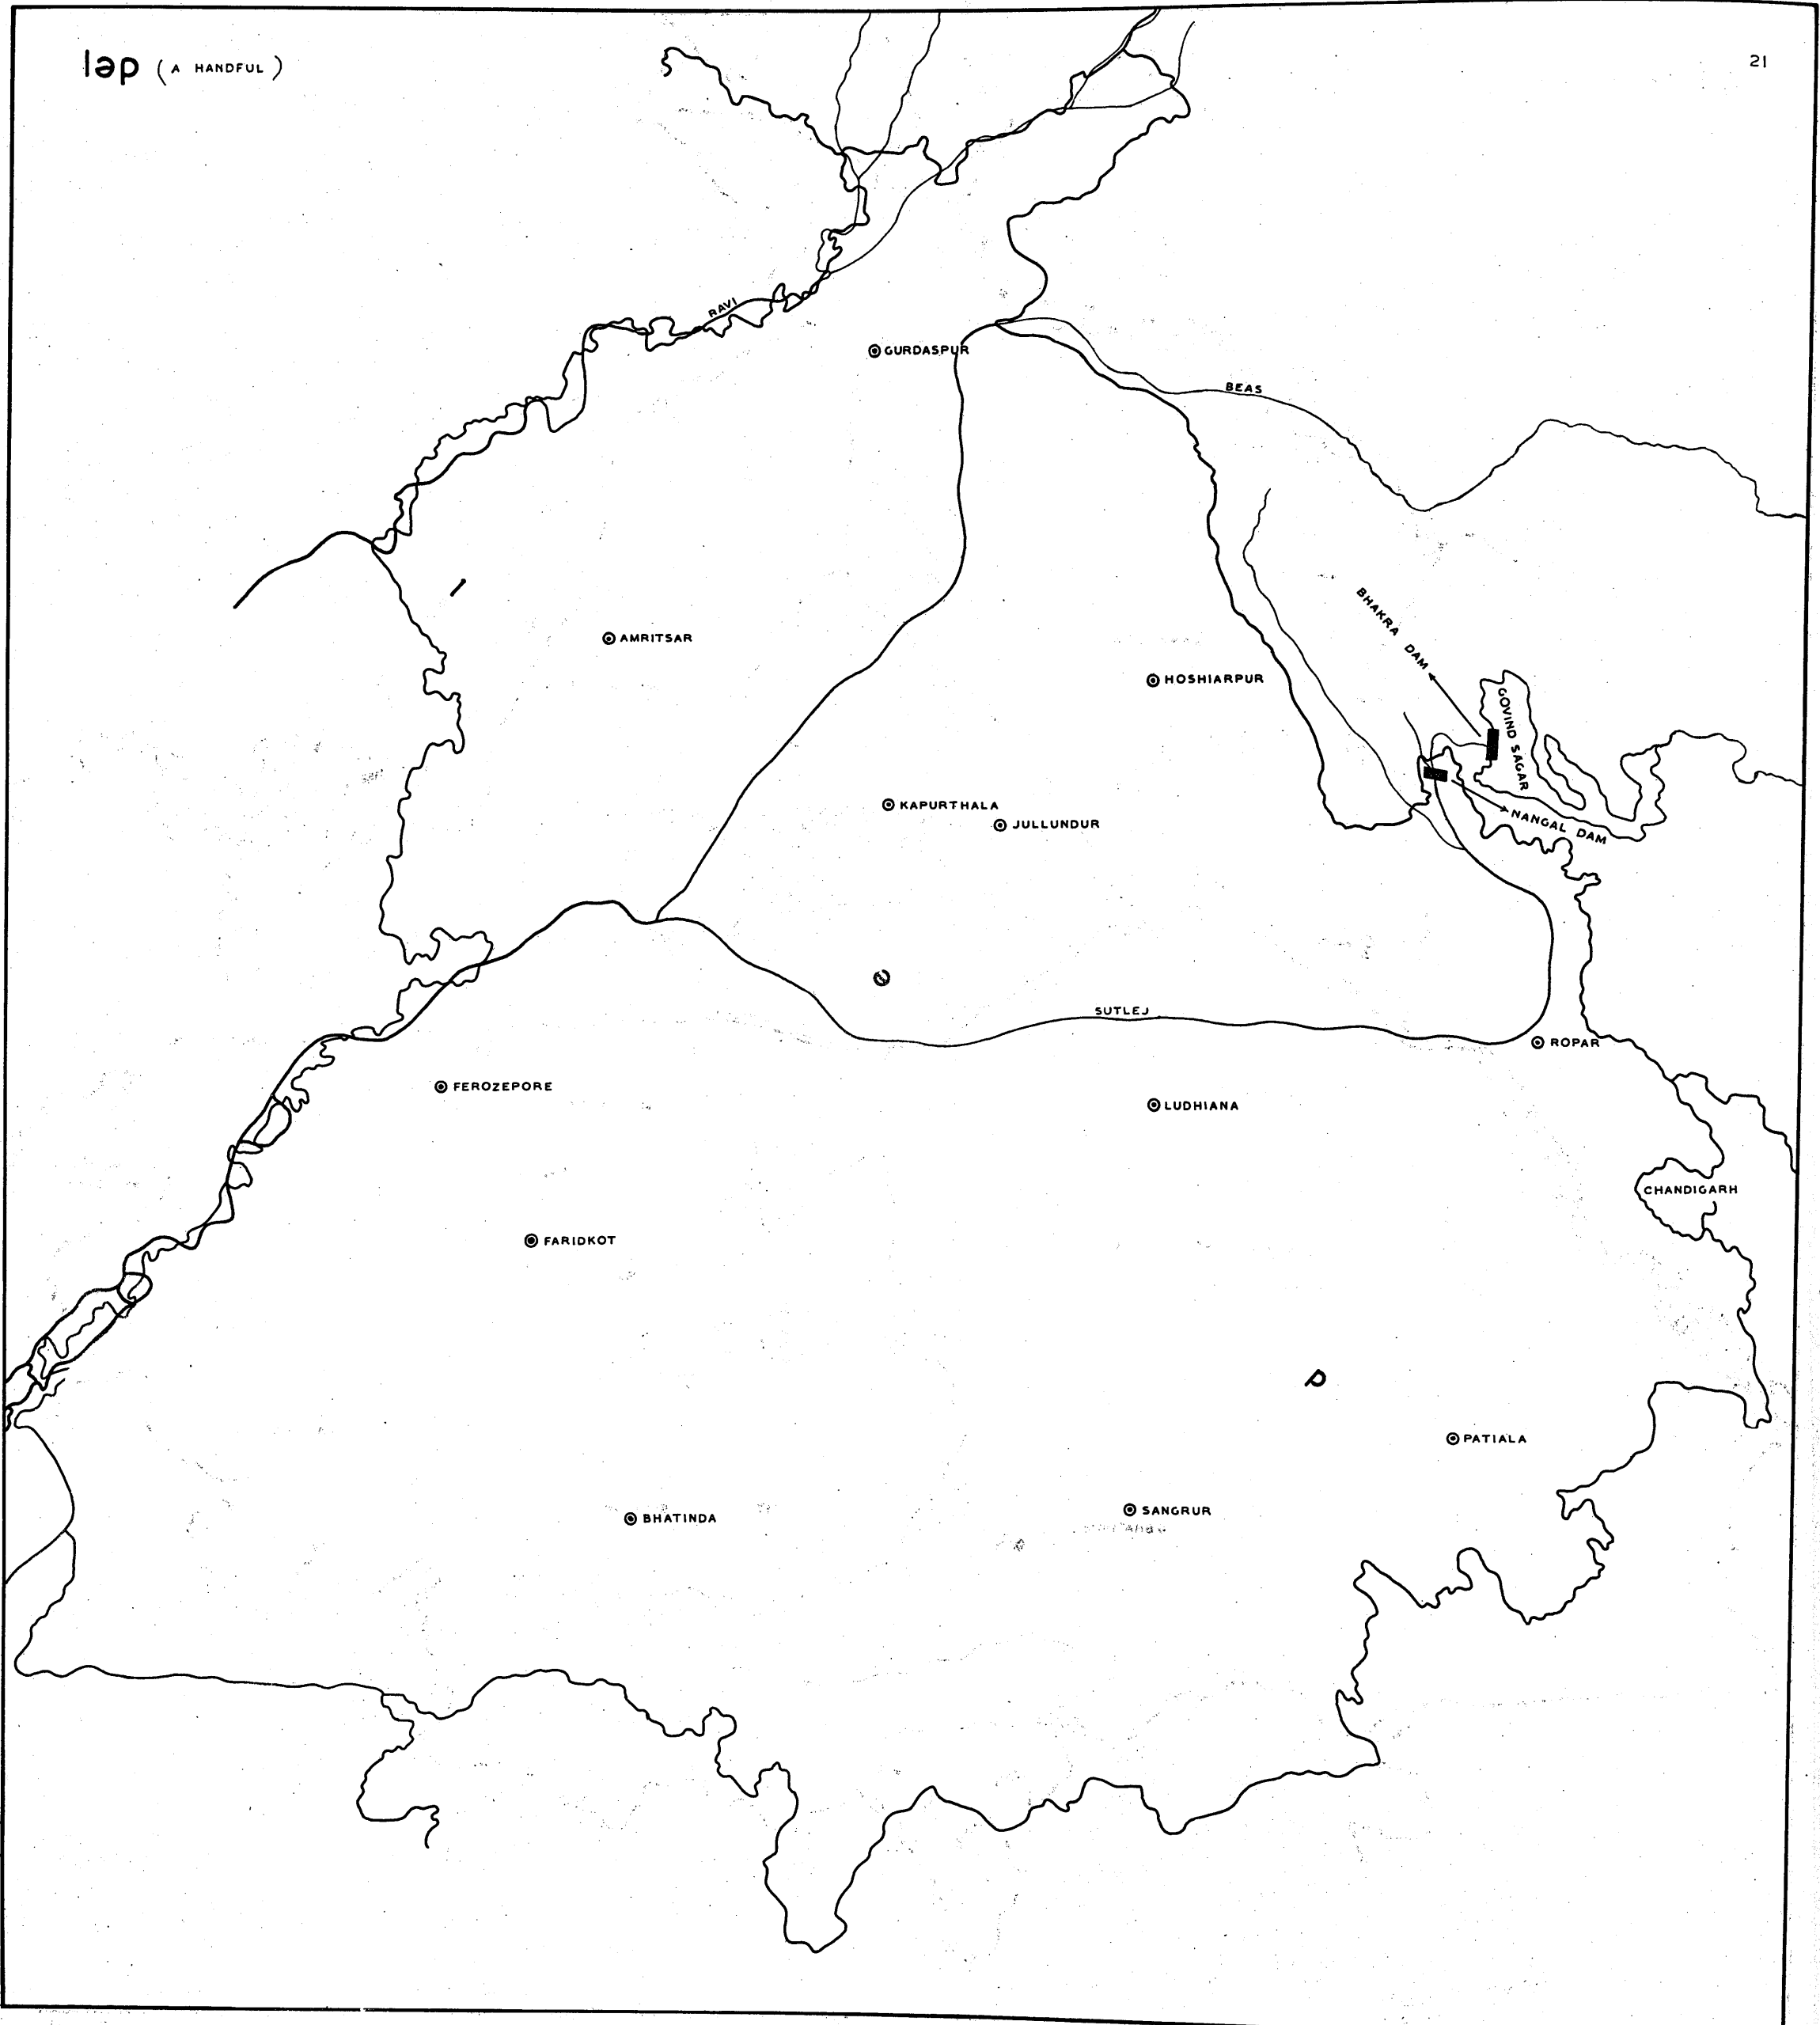 ləp ( A HANDFUL )
21
RAVI
GURDASPUR
BEAS
BHAKRA DAM
AMRITSAR
HOSHIARPUR
GOVIND SAGAR
KAPURTHALA
JULLUNDUR
NANGAL DAM
l
ə
SUTLEJ
ROPAR
FEROZEPORE
LUDHIANA
CHANDIGARH
FARIDKOT
p
PATIALA
BHATINDA
SANGRUR